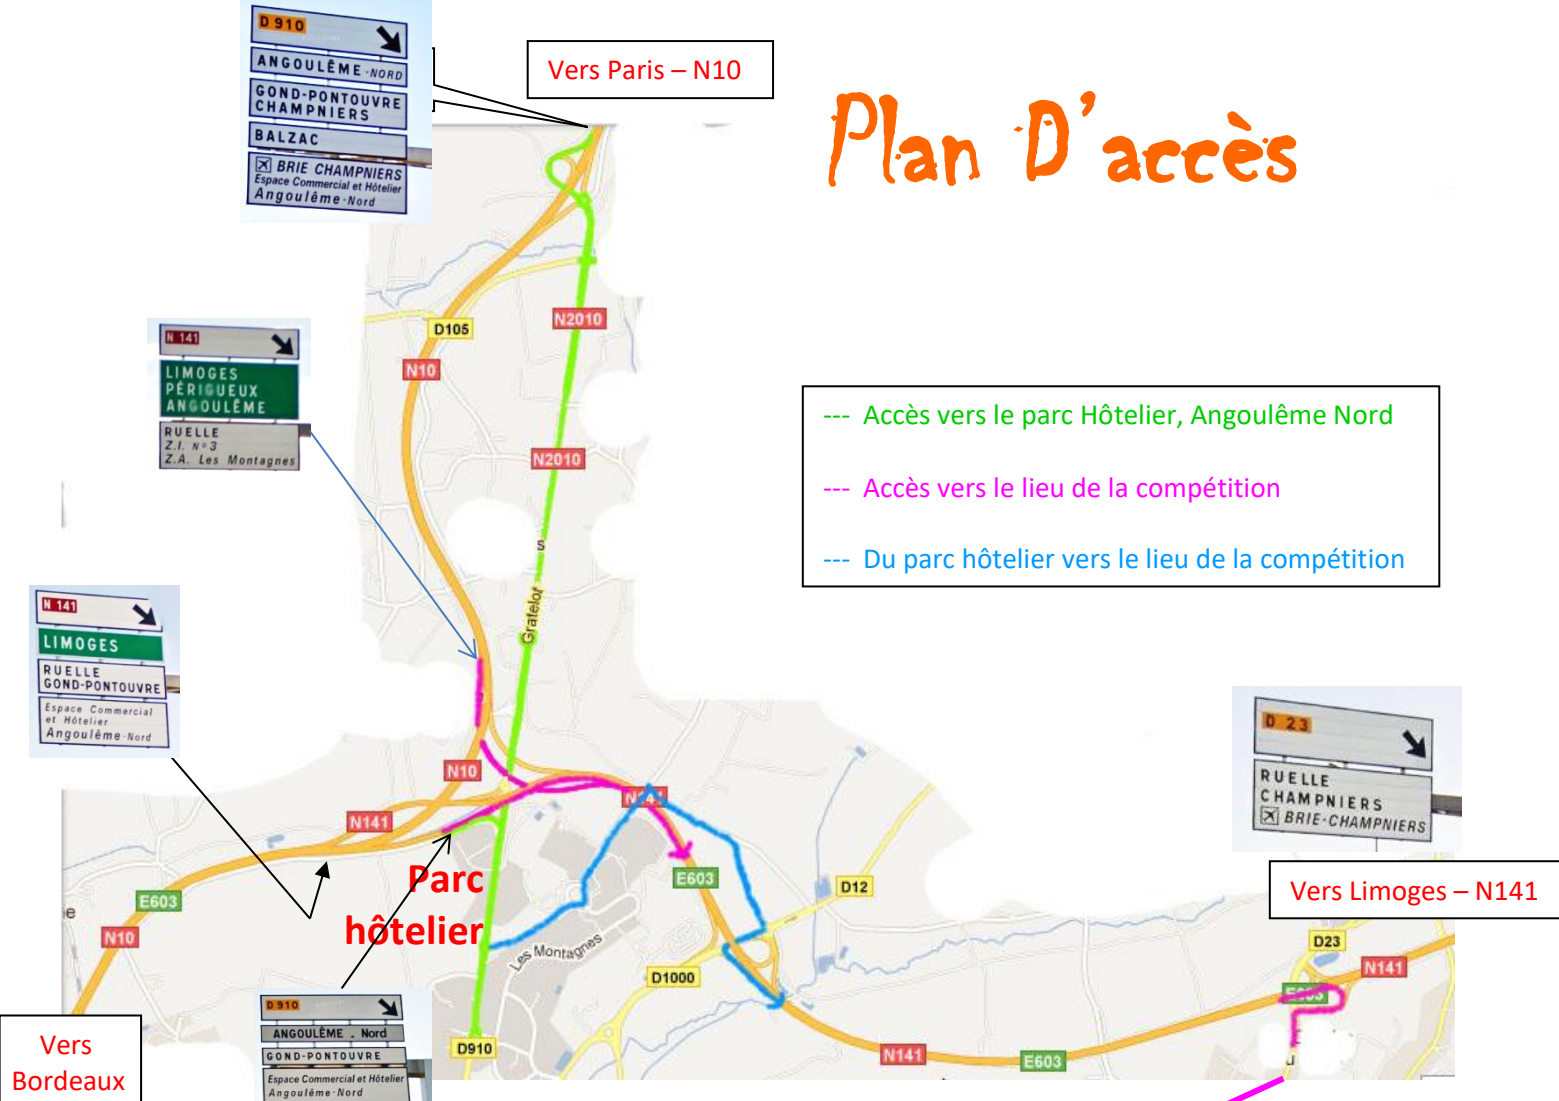 D 910
ANGOULÊME -NORD
GOND-PONTOUVRE
CHAMPNIERS
BALZAC
BRIE CHAMPNIERS
Espace Commercial et Hôtelier
Angoulême-Nord
Vers Paris – N10
Plan D'accès
N2010
D105
N10
N 141
LIMOGES
PÉRIGUEUX
ANGOULÊME
RUELLE
Z.I. N°3
Z.A. Les Montagnes
N2010
--- Accès vers le parc Hôtelier, Angoulême Nord
--- Accès vers le lieu de la compétition
--- Du parc hôtelier vers le lieu de la compétition
s
Gratelor
N 141
LIMOGES
RUELLE
GOND-PONTOUVRE
Espace Commercial
et Hôtelier
Angoulême-Nord
D 23
RUELLE
CHAMPNIERS
BRIE-CHAMPNIERS
N10
N141
N141
E603
Parc
hôtelier
E603
D12
Vers Limoges – N141
e
N10
Les Montagnes
D1000
D23
N141
E603
D910
ANGOULÊME . Nord
GOND-PONTOUVRE
Espace Commercial et Hôtelier
Angoulême-Nord
D910
N141
E603
u
Vers
Bordeaux